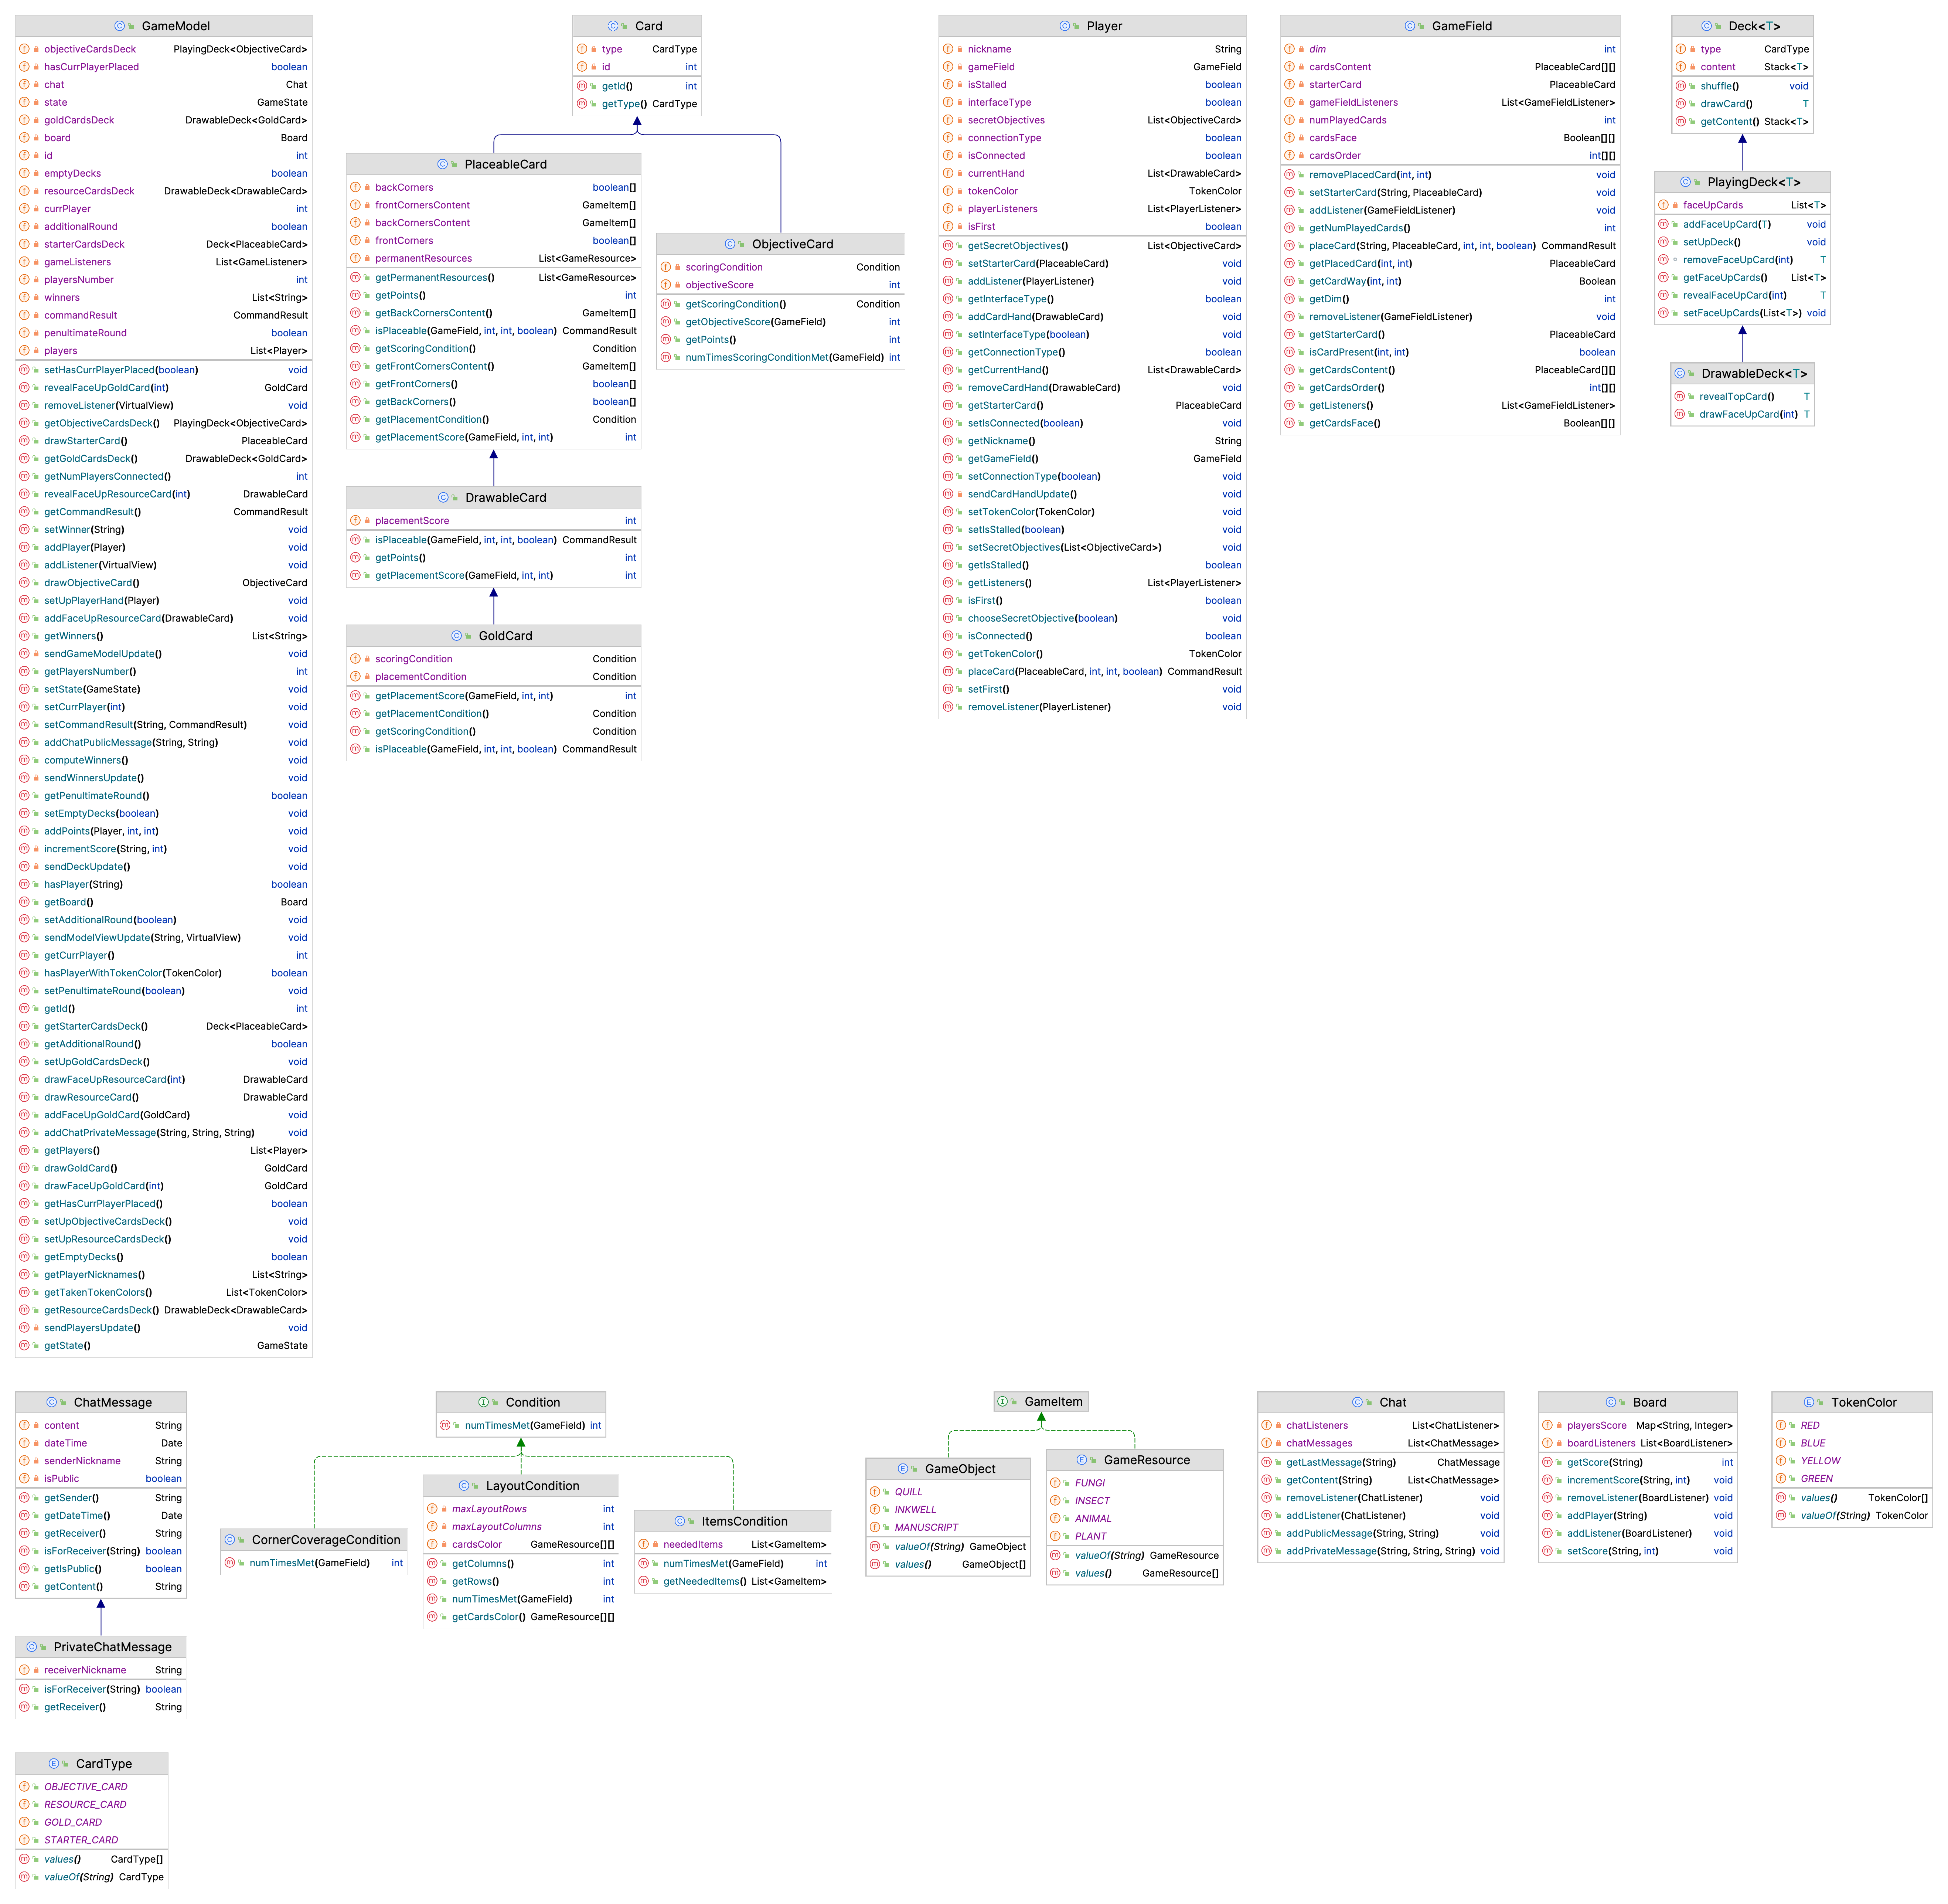 GameModel
objectiveCardsDeck PlayingDeck<ObjectiveCard>
hasCurrPlayerPlaced boolean
chat Chat
state GameState
goldCardsDeck DrawableDeck<GoldCard>
board Board
id int
emptyDecks boolean
resourceCardsDeck DrawableDeck<DrawableCard>
currPlayer int
additionalRound boolean
starterCardsDeck Deck<PlaceableCard>
gameListeners List<GameListener>
playersNumber int
winners List<String>
commandResult CommandResult
penultimateRound boolean
players List<Player>
setHasCurrPlayerPlaced(boolean) void
revealFaceUpGoldCard(int) GoldCard
removeListener(VirtualView) void
getObjectiveCardsDeck() PlayingDeck<ObjectiveCard>
drawStarterCard() PlaceableCard
getGoldCardsDeck() DrawableDeck<GoldCard>
getNumPlayersConnected() int
revealFaceUpResourceCard(int) DrawableCard
getCommandResult() CommandResult
setWinner(String) void
addPlayer(Player) void
addListener(VirtualView) void
drawObjectiveCard() ObjectiveCard
setUpPlayerHand(Player) void
addFaceUpResourceCard(DrawableCard) void
getWinners() List<String>
sendGameModelUpdate() void
getPlayersNumber() int
setState(GameState) void
setCurrPlayer(int) void
setCommandResult(String, CommandResult) void
addChatPublicMessage(String, String) void
computeWinners() void
sendWinnersUpdate() void
getPenultimateRound() boolean
setEmptyDecks(boolean) void
addPoints(Player, int, int) void
incrementScore(String, int) void
sendDeckUpdate() void
hasPlayer(String) boolean
getBoard() Board
setAdditionalRound(boolean) void
sendModelViewUpdate(String, VirtualView) void
getCurrPlayer() int
hasPlayerWithTokenColor(TokenColor) boolean
setPenultimateRound(boolean) void
getId() int
getStarterCardsDeck() Deck<PlaceableCard>
getAdditionalRound() boolean
setUpGoldCardsDeck() void
drawFaceUpResourceCard(int) DrawableCard
drawResourceCard() DrawableCard
addFaceUpGoldCard(GoldCard) void
addChatPrivateMessage(String, String, String) void
getPlayers() List<Player>
drawGoldCard() GoldCard
drawFaceUpGoldCard(int) GoldCard
getHasCurrPlayerPlaced() boolean
setUpObjectiveCardsDeck() void
setUpResourceCardsDeck() void
getEmptyDecks() boolean
getPlayerNicknames() List<String>
getTakenTokenColors() List<TokenColor>
getResourceCardsDeck() DrawableDeck<DrawableCard>
sendPlayersUpdate() void
getState() GameState
Card
type CardType
id int
getId() int
getType() CardType
PlaceableCard
backCorners boolean[]
frontCornersContent GameItem[]
backCornersContent GameItem[]
frontCorners boolean[]
permanentResources List<GameResource>
getPermanentResources() List<GameResource>
getPoints() int
getBackCornersContent() GameItem[]
isPlaceable(GameField, int, int, boolean) CommandResult
getScoringCondition() Condition
getFrontCornersContent() GameItem[]
getFrontCorners() boolean[]
getBackCorners() boolean[]
getPlacementCondition() Condition
getPlacementScore(GameField, int, int) int
ObjectiveCard
scoringCondition Condition
objectiveScore int
getScoringCondition() Condition
getObjectiveScore(GameField) int
getPoints() int
numTimesScoringConditionMet(GameField) int
DrawableCard
placementScore int
isPlaceable(GameField, int, int, boolean) CommandResult
getPoints() int
getPlacementScore(GameField, int, int) int
GoldCard
scoringCondition Condition
placementCondition Condition
getPlacementScore(GameField, int, int) int
getPlacementCondition() Condition
getScoringCondition() Condition
isPlaceable(GameField, int, int, boolean) CommandResult
Player
nickname String
gameField GameField
isStalled boolean
interfaceType boolean
secretObjectives List<ObjectiveCard>
connectionType boolean
isConnected boolean
currentHand List<DrawableCard>
tokenColor TokenColor
playerListeners List<PlayerListener>
isFirst boolean
getSecretObjectives() List<ObjectiveCard>
setStarterCard(PlaceableCard) void
addListener(PlayerListener) void
getInterfaceType() boolean
addCardHand(DrawableCard) void
setInterfaceType(boolean) void
getConnectionType() boolean
getCurrentHand() List<DrawableCard>
removeCardHand(DrawableCard) void
getStarterCard() PlaceableCard
setIsConnected(boolean) void
getNickname() String
getGameField() GameField
setConnectionType(boolean) void
sendCardHandUpdate() void
setTokenColor(TokenColor) void
setIsStalled(boolean) void
setSecretObjectives(List<ObjectiveCard>) void
getIsStalled() boolean
getListeners() List<PlayerListener>
isFirst() boolean
chooseSecretObjective(boolean) void
isConnected() boolean
getTokenColor() TokenColor
placeCard(PlaceableCard, int, int, boolean) CommandResult
setFirst() void
removeListener(PlayerListener) void
GameField
dim int
cardsContent PlaceableCard[][]
starterCard PlaceableCard
gameFieldListeners List<GameFieldListener>
numPlayedCards int
cardsFace Boolean[][]
cardsOrder int[][]
removePlacedCard(int, int) void
setStarterCard(String, PlaceableCard) void
addListener(GameFieldListener) void
getNumPlayedCards() int
placeCard(String, PlaceableCard, int, int, boolean) CommandResult
getPlacedCard(int, int) PlaceableCard
getCardWay(int, int) Boolean
getDim() int
removeListener(GameFieldListener) void
getStarterCard() PlaceableCard
isCardPresent(int, int) boolean
getCardsContent() PlaceableCard[][]
getCardsOrder() int[][]
getListeners() List<GameFieldListener>
getCardsFace() Boolean[][]
Deck<T>
type CardType
content Stack<T>
shuffle() void
drawCard() T
getContent() Stack<T>
PlayingDeck<T>
faceUpCards List<T>
addFaceUpCard(T) void
setUpDeck() void
removeFaceUpCard(int) T
getFaceUpCards() List<T>
revealFaceUpCard(int) T
setFaceUpCards(List<T>) void
DrawableDeck<T>
revealTopCard() T
drawFaceUpCard(int) T
ChatMessage
content String
dateTime Date
senderNickname String
isPublic boolean
getSender() String
getDateTime() Date
getReceiver() String
isForReceiver(String) boolean
getIsPublic() boolean
getContent() String
PrivateChatMessage
receiverNickname String
isForReceiver(String) boolean
getReceiver() String
CardType
OBJECTIVE_CARD
RESOURCE_CARD
GOLD_CARD
STARTER_CARD
values() CardType[]
valueOf(String) CardType
Condition
numTimesMet(GameField) int
CornerCoverageCondition
numTimesMet(GameField) int
LayoutCondition
maxLayoutRows int
maxLayoutColumns int
cardsColor GameResource[][]
getColumns() int
getRows() int
numTimesMet(GameField) int
getCardsColor() GameResource[][]
ItemsCondition
neededItems List<GameItem>
numTimesMet(GameField) int
getNeededItems() List<GameItem>
GameItem
GameObject
QUILL
INKWELL
MANUSCRIPT
valueOf(String) GameObject
values() GameObject[]
GameResource
FUNGI
INSECT
ANIMAL
PLANT
valueOf(String) GameResource
values() GameResource[]
Chat
chatListeners List<ChatListener>
chatMessages List<ChatMessage>
getLastMessage(String) ChatMessage
getContent(String) List<ChatMessage>
removeListener(ChatListener) void
addListener(ChatListener) void
addPublicMessage(String, String) void
addPrivateMessage(String, String, String) void
Board
playersScore Map<String, Integer>
boardListeners List<BoardListener>
getScore(String) int
incrementScore(String, int) void
removeListener(BoardListener) void
addPlayer(String) void
addListener(BoardListener) void
setScore(String, int) void
TokenColor
RED
BLUE
YELLOW
GREEN
values() TokenColor[]
valueOf(String) TokenColor